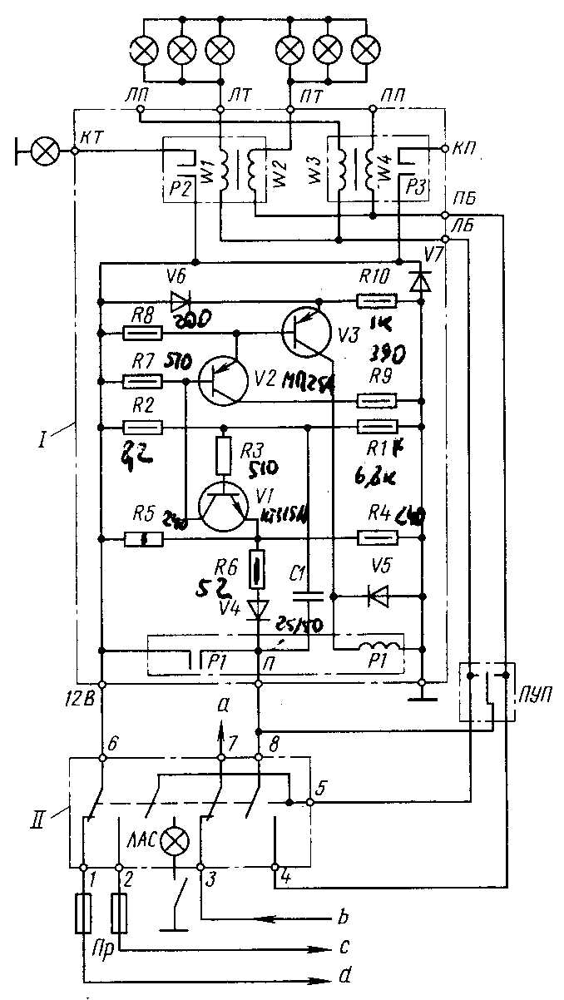 ЛП ЛТ ПТ ПП
КТ КП
W1 W2 W3 W4
P2 P3
ПБ
ЛБ
V6 R10 V7
200 1к
R8 V3
390
R7 510 V2 МП25А R9
R2 R1 к
I
8,2 R3 6,8к
510
V1 КТ315А
R5 240 R4 240
R6 C1 V5
52
V4
25/50
P1 П P1
12В ПУП
a
6 7 8
5
II
ЛАС
1 2 3 4
b
Пр c
d